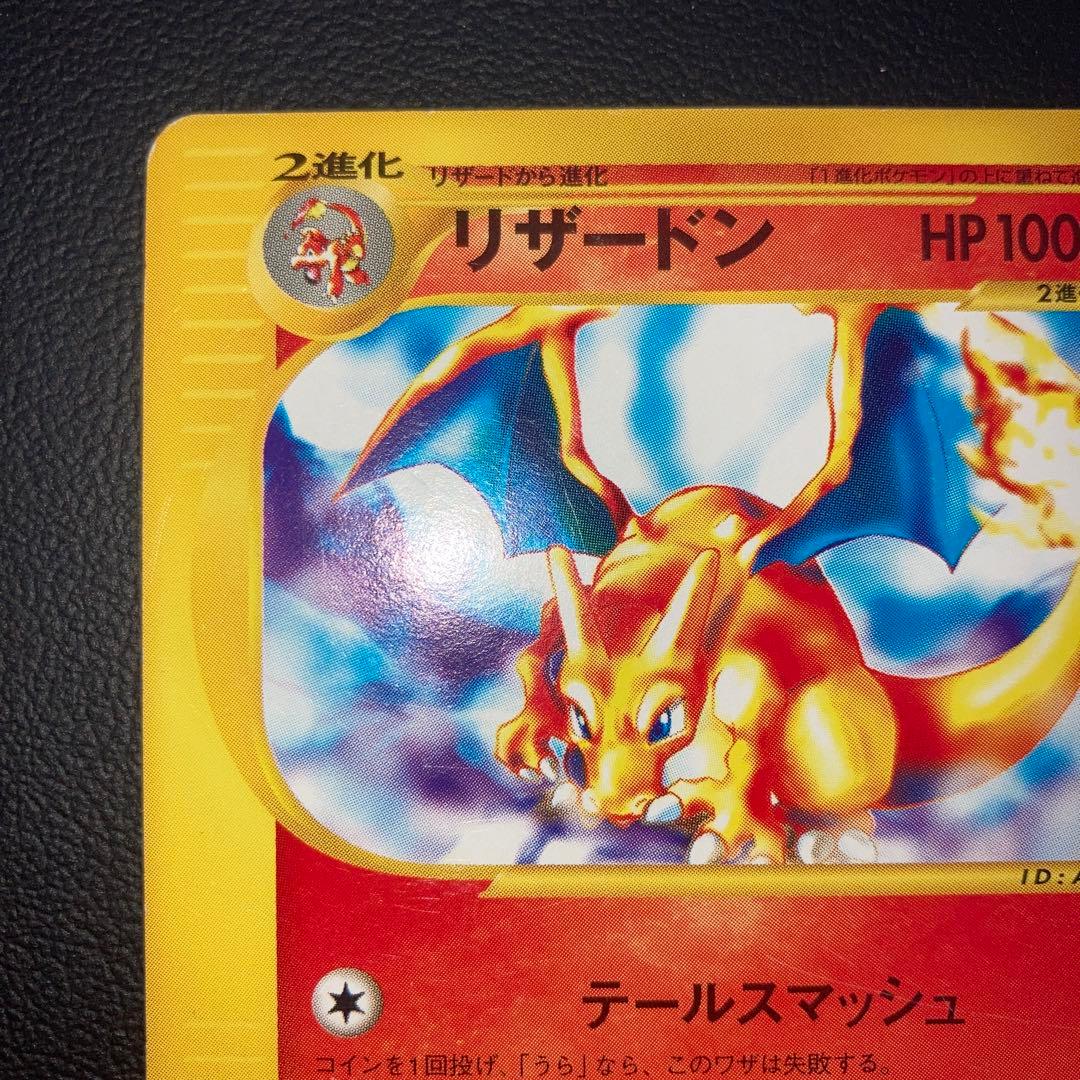 2進化 リザードから進化 「1進化ポケモン」の上に重ねて
リザードン HP100
2進
ID:A
テールスマッシュ
コインを1回投げ、「うら」なら、このワザは失敗する。